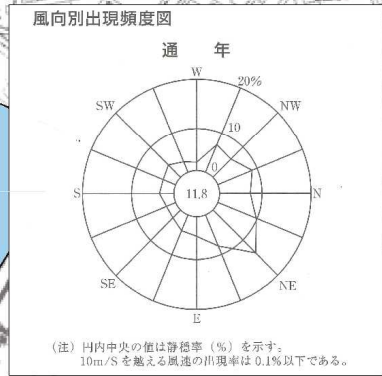 風向別出現頻度図
通 年
W
20%
SW
NW
10
0
S
11.8
N
SE
NE
E
(注) 円内中央の値は静穏率(%)を示す。
10m/Sを越える風速の出現率は0.1%以下である。